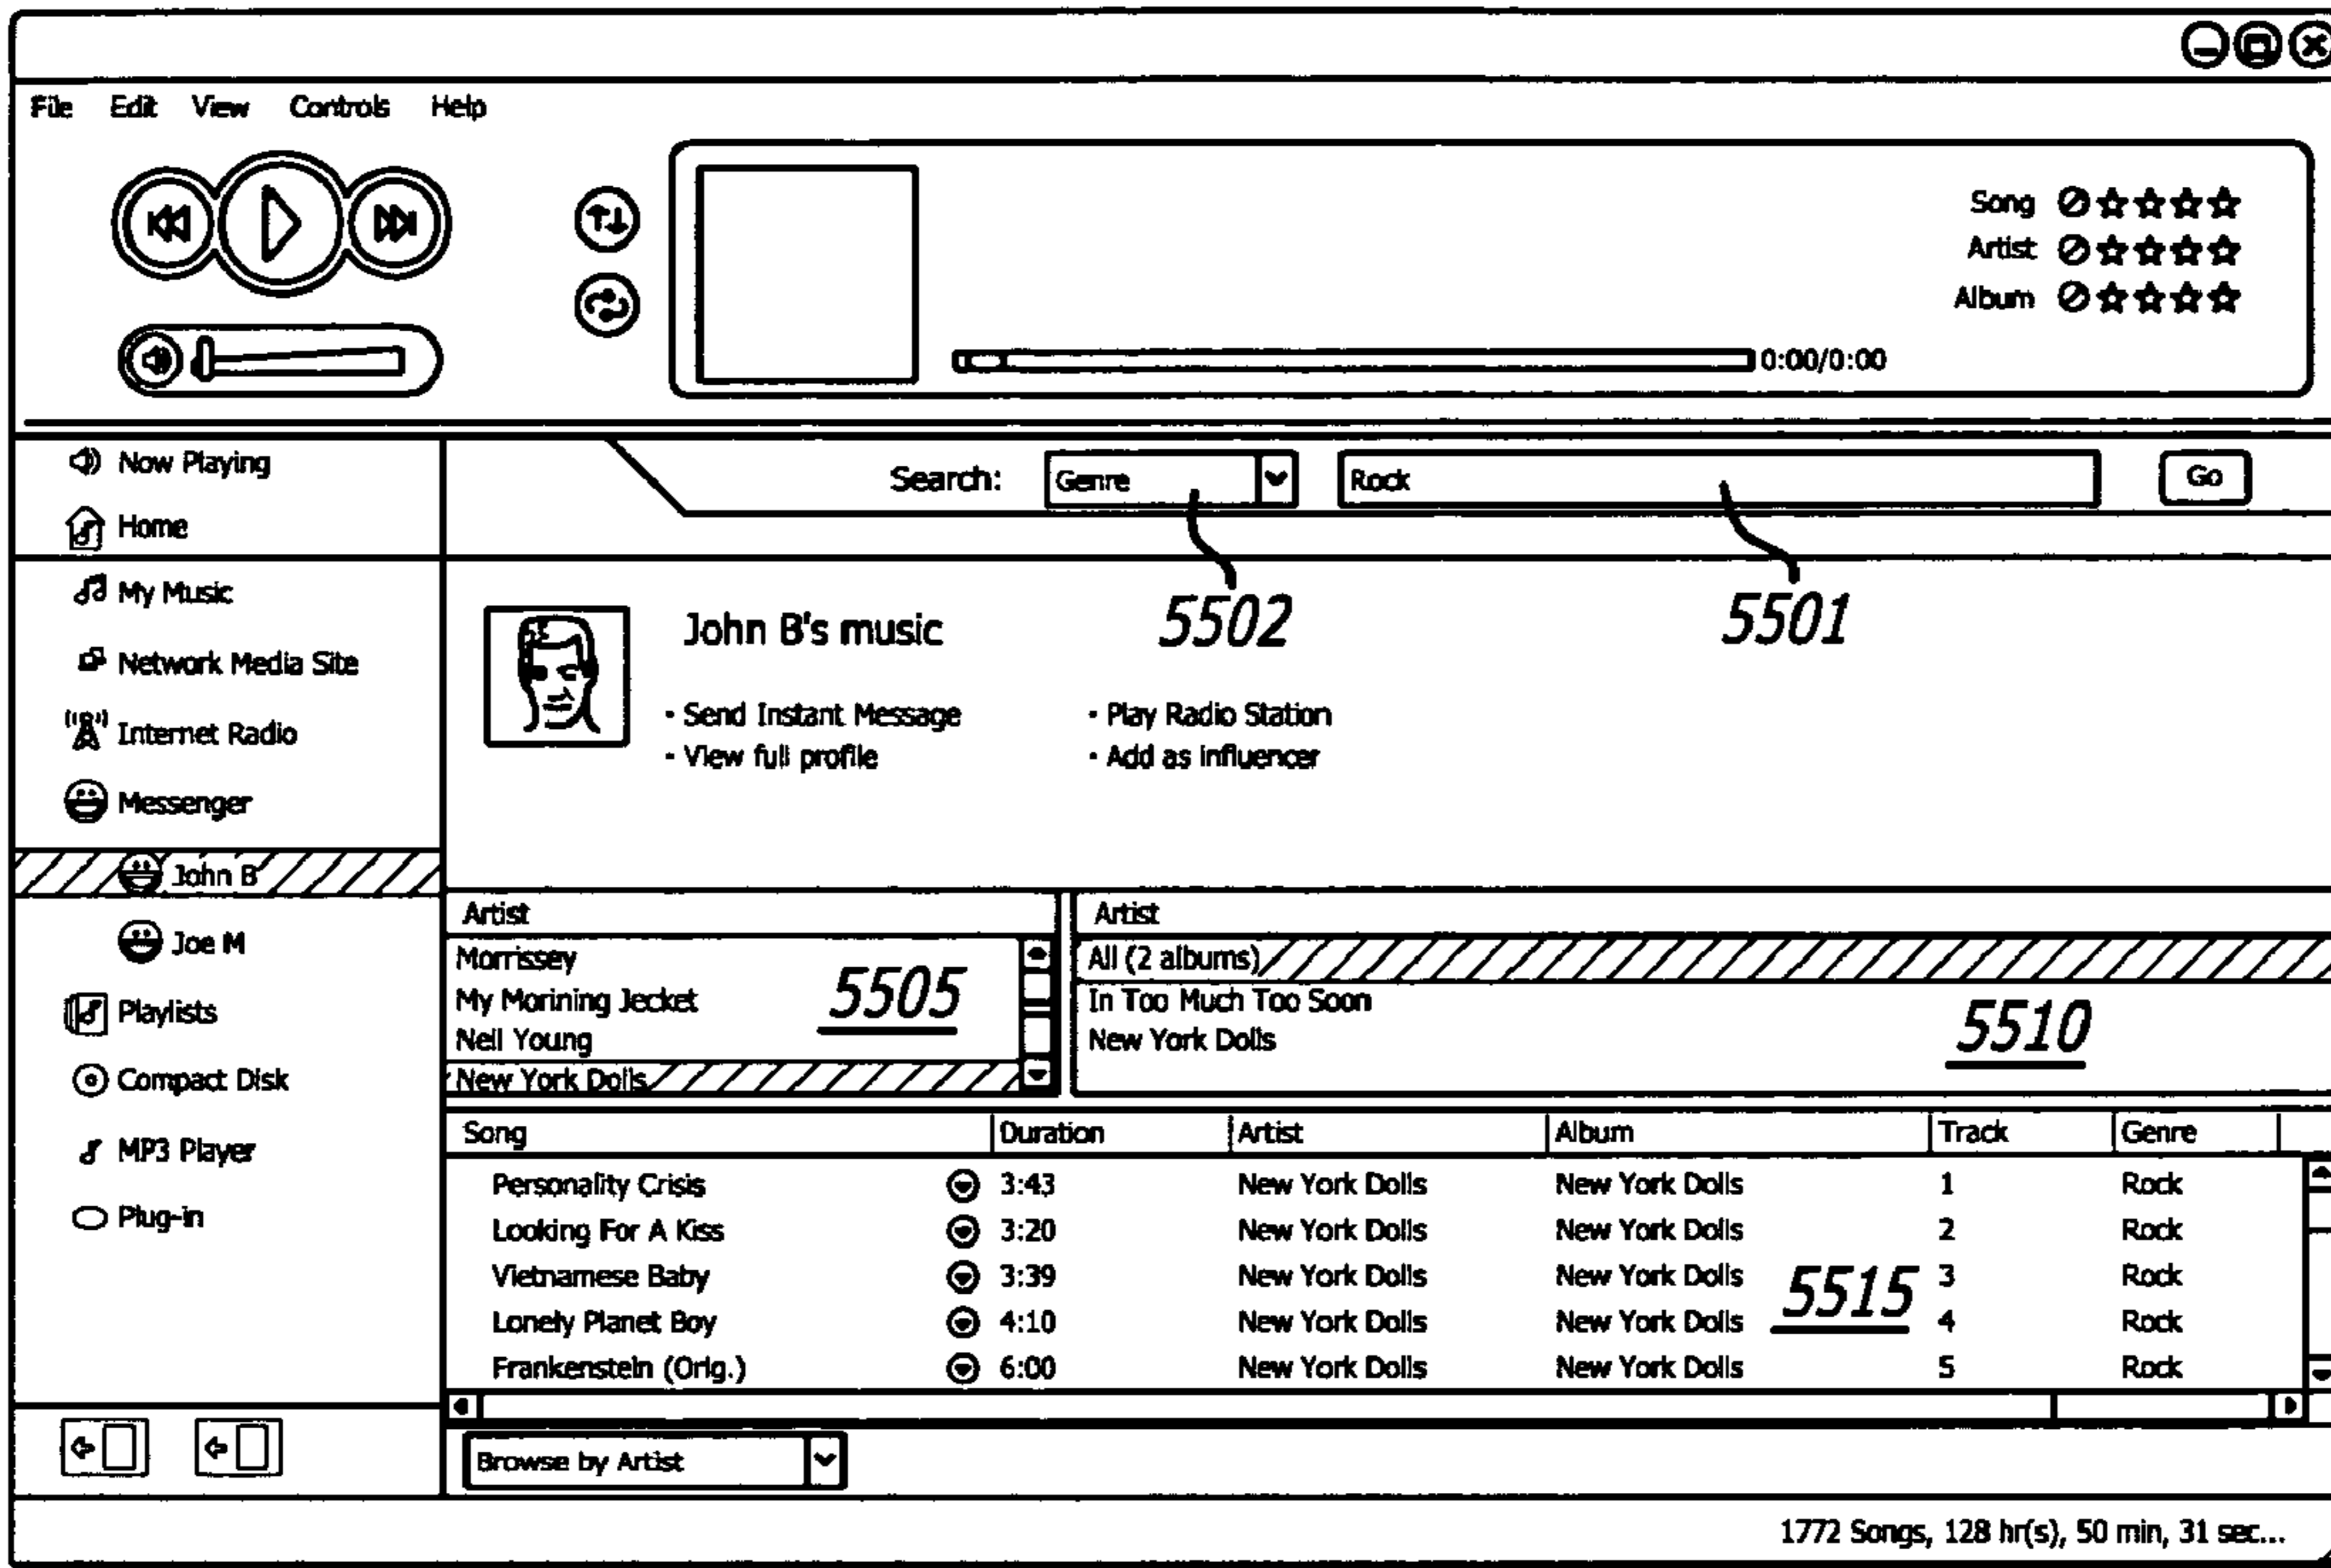 File Edit View Controls Help
Song
Artist
Album
0:00/0:00
Now Playing
Home
My Music
Network Media Site
Internet Radio
Messenger
John B
Joe M
Playlists
Compact Disk
MP3 Player
Plug-in
Search: Genre Rock Go
5502 5501
John B's music
- Send Instant Message
- View full profile
- Play Radio Station
- Add as influencer
Artist
Morrissey
My Morining Jecket
Neil Young
New York Dolls
5505
Artist
All (2 albums)
In Too Much Too Soon
New York Dolls
5510
Song Duration Artist Album Track Genre
Personality Crisis 3:43 New York Dolls New York Dolls 1 Rock
Looking For A Kiss 3:20 New York Dolls New York Dolls 2 Rock
Vietnamese Baby 3:39 New York Dolls New York Dolls 3 Rock
Lonely Planet Boy 4:10 New York Dolls New York Dolls 4 Rock
Frankenstein (Orig.) 6:00 New York Dolls New York Dolls 5 Rock
5515
Browse by Artist
1772 Songs, 128 hr(s), 50 min, 31 sec...